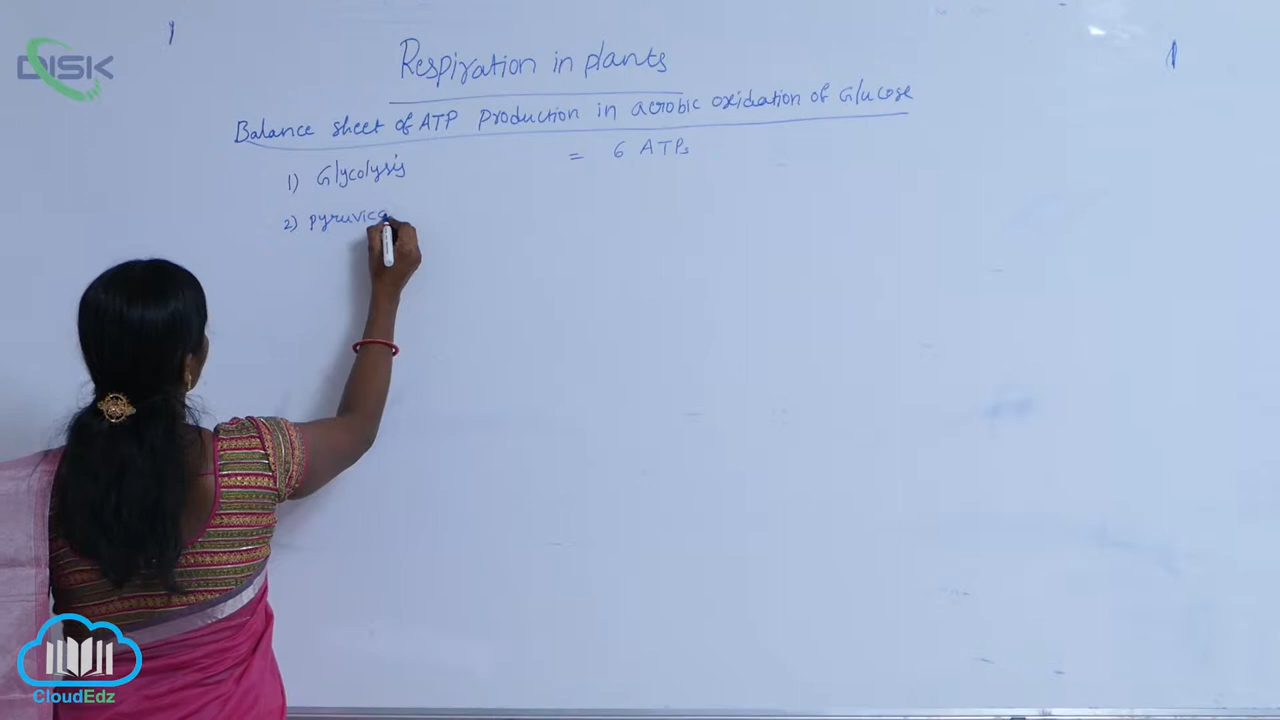 DISK
Respiration in plants
Balance sheet of ATP Production in aerobic oxidation of Glucose
1) Glycolysis = 6 ATPs
2) pyruvica
CloudEdz